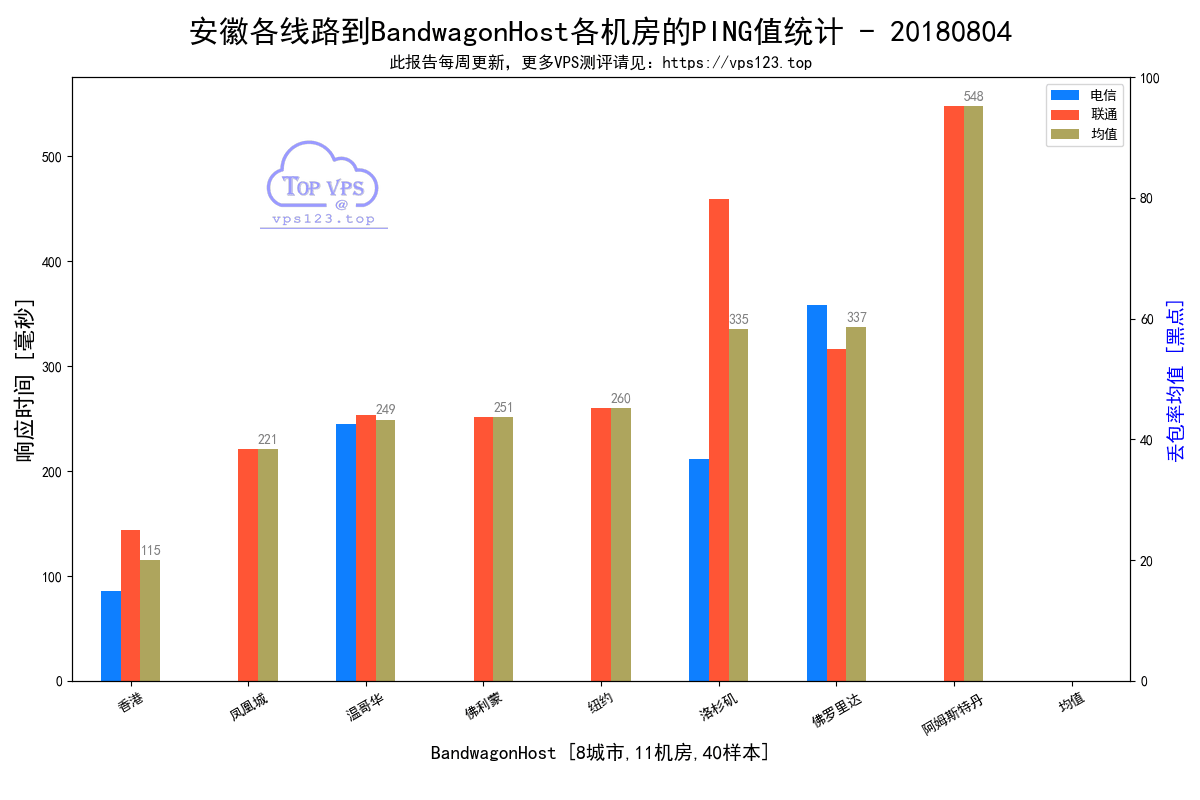 安徽各线路到BandwagonHost各机房的PING值统计 - 20180804
此报告每周更新，更多VPS测评请见：https://vps123.top
电信
联通
均值
TOP VPS
@
vps123.top
响应时间 [毫秒]
0
100
200
300
400
500
115
221
249
251
260
335
337
548
丢包率均值 [黑点]
0
20
40
60
80
100
香港
凤凰城
温哥华
佛利蒙
纽约
洛杉矶
佛罗里达
阿姆斯特丹
均值
BandwagonHost [8城市,11机房,40样本]